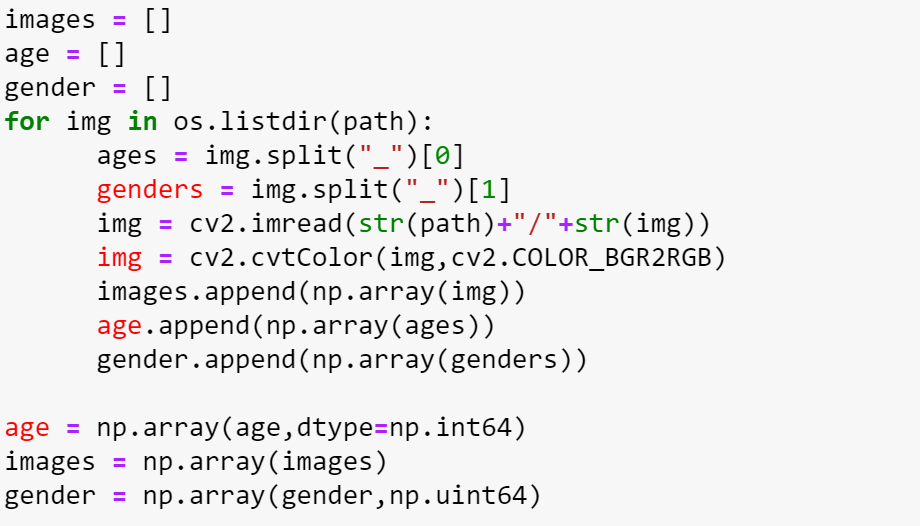 images = []
age = []
gender = []
for img in os.listdir(path):
      ages = img.split("_")[0]
      genders = img.split("_")[1]
      img = cv2.imread(str(path)+"/"+str(img))
      img = cv2.cvtColor(img,cv2.COLOR_BGR2RGB)
      images.append(np.array(img))
      age.append(np.array(ages))
      gender.append(np.array(genders))

age = np.array(age,dtype=np.int64)
images = np.array(images)
gender = np.array(gender,np.uint64)